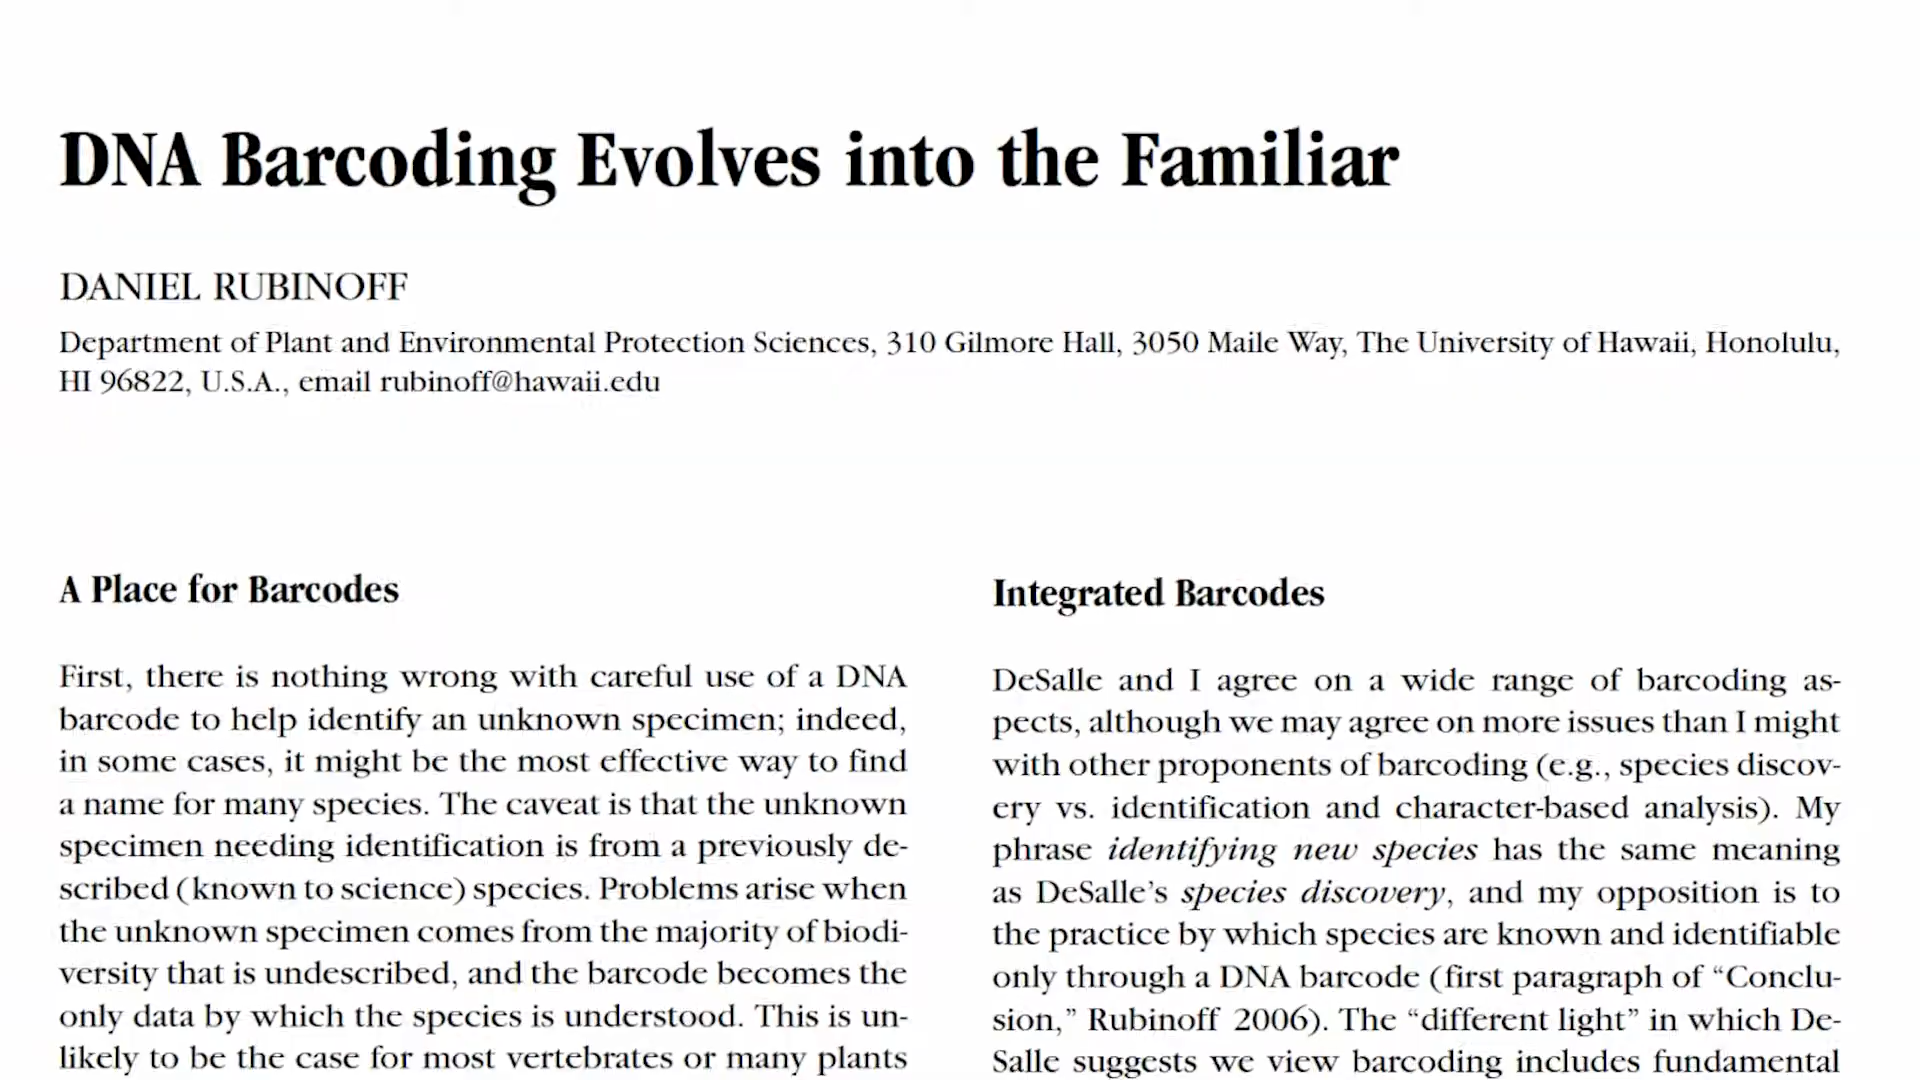 DNA Barcoding Evolves into the Familiar
DANIEL RUBINOFF
Department of Plant and Environmental Protection Sciences, 310 Gilmore Hall, 3050 Maile Way, The University of Hawaii, Honolulu,
HI 96822, U.S.A., email rubinoff@hawaii.edu
A Place for Barcodes
First, there is nothing wrong with careful use of a DNA
barcode to help identify an unknown specimen; indeed,
in some cases, it might be the most effective way to find
a name for many species. The caveat is that the unknown
specimen needing identification is from a previously de-
scribed (known to science) species. Problems arise when
the unknown specimen comes from the majority of biodi-
versity that is undescribed, and the barcode becomes the
only data by which the species is understood. This is un-
likely to be the case for most vertebrates or many plants
Integrated Barcodes
DeSalle and I agree on a wide range of barcoding as-
pects, although we may agree on more issues than I might
with other proponents of barcoding (e.g., species discov-
ery vs. identification and character-based analysis). My
phrase identifying new species has the same meaning
as DeSalle's species discovery, and my opposition is to
the practice by which species are known and identifiable
only through a DNA barcode (first paragraph of “Conclu-
sion,” Rubinoff 2006). The “different light” in which De-
Salle suggests we view barcoding includes fundamental